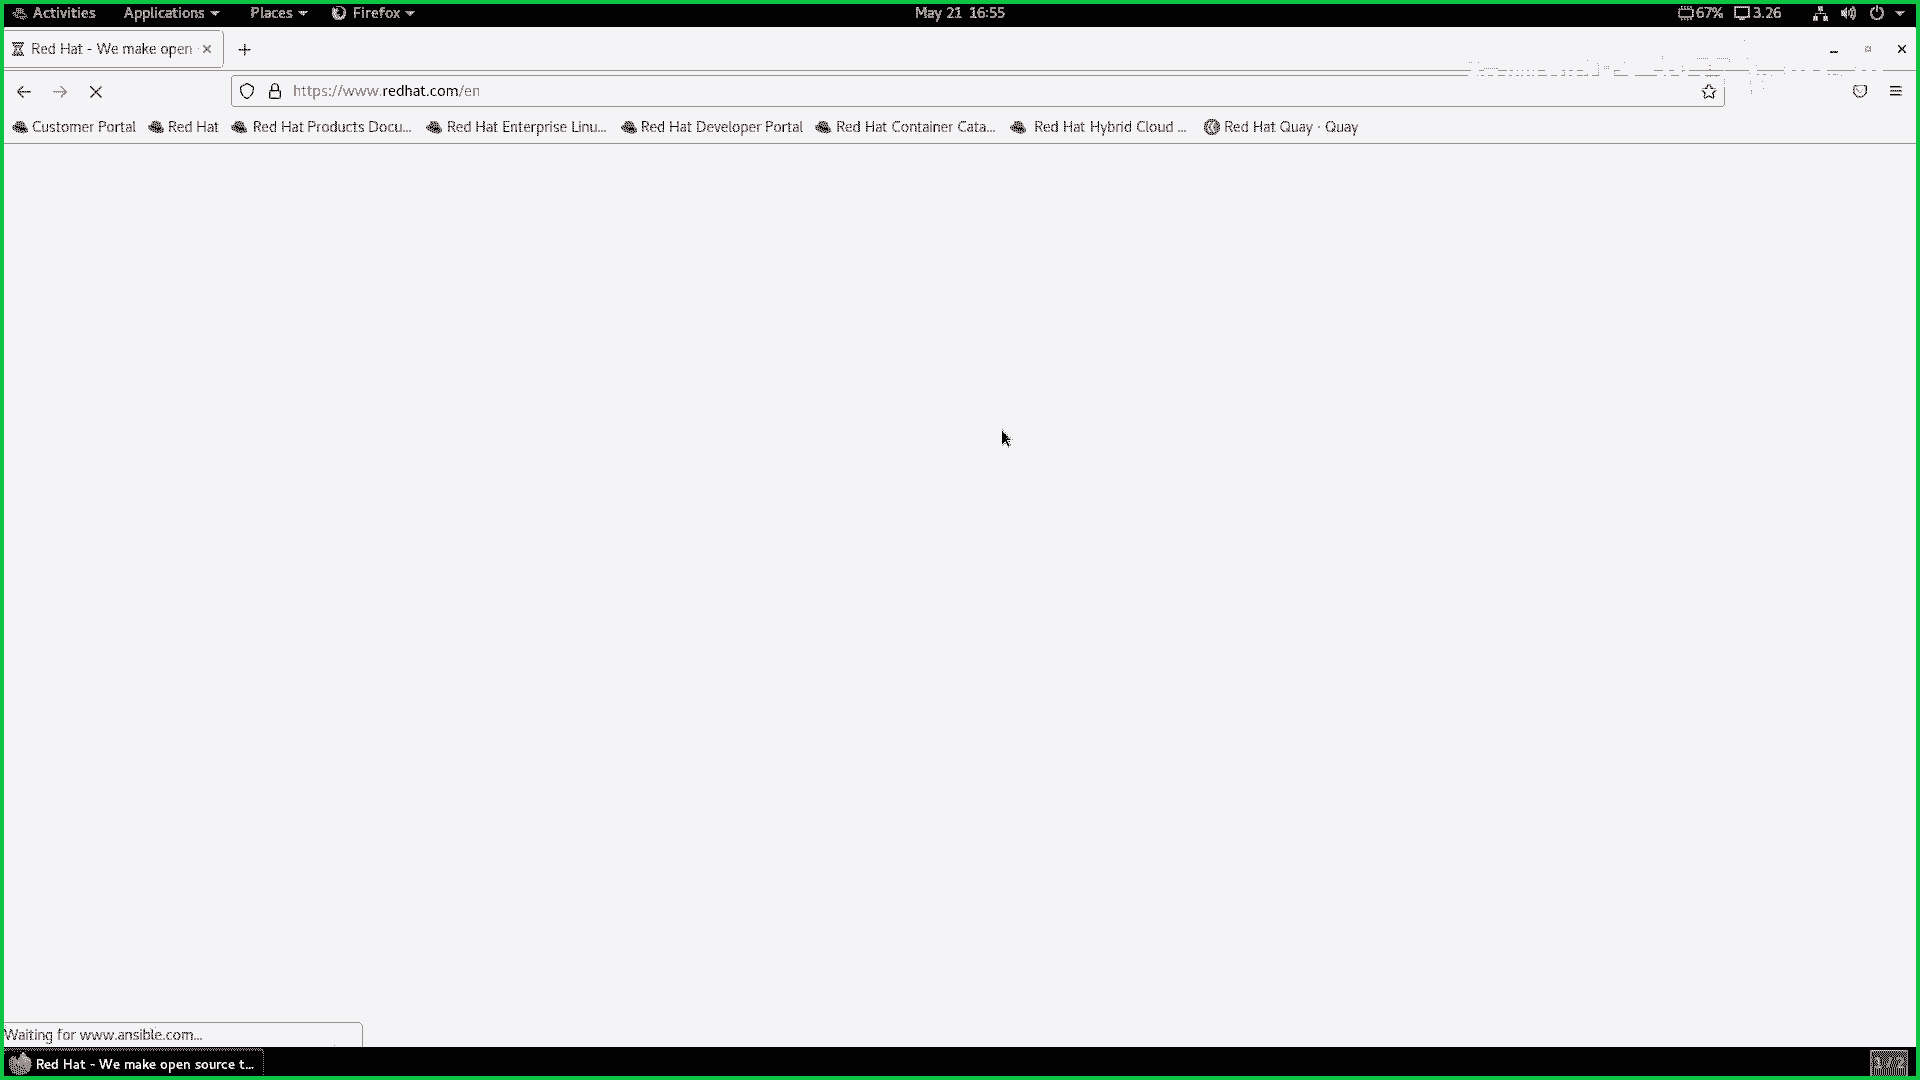 Activities Applications Places Firefox May 21 16:55 67% 3.26
Red Hat - We make open
https://www.redhat.com/en
Customer Portal Red Hat Red Hat Products Docu... Red Hat Enterprise Linu... Red Hat Developer Portal Red Hat Container Cata... Red Hat Hybrid Cloud ... Red Hat Quay · Quay
Waiting for www.ansible.com...
Red Hat - We make open source t... 1 / 2